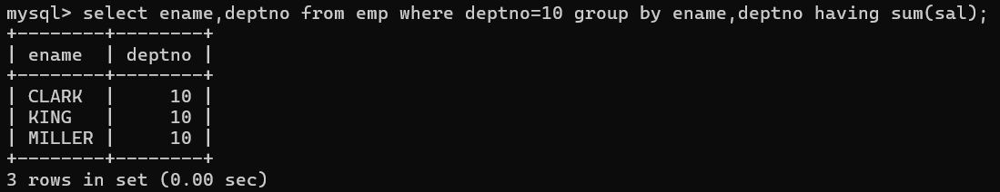 mysql> select ename,deptno from emp where deptno=10 group by ename,deptno having sum(sal);
+--------+--------+
| ename  | deptno |
+--------+--------+
| CLARK  |     10 |
| KING   |     10 |
| MILLER |     10 |
+--------+--------+
3 rows in set (0.00 sec)